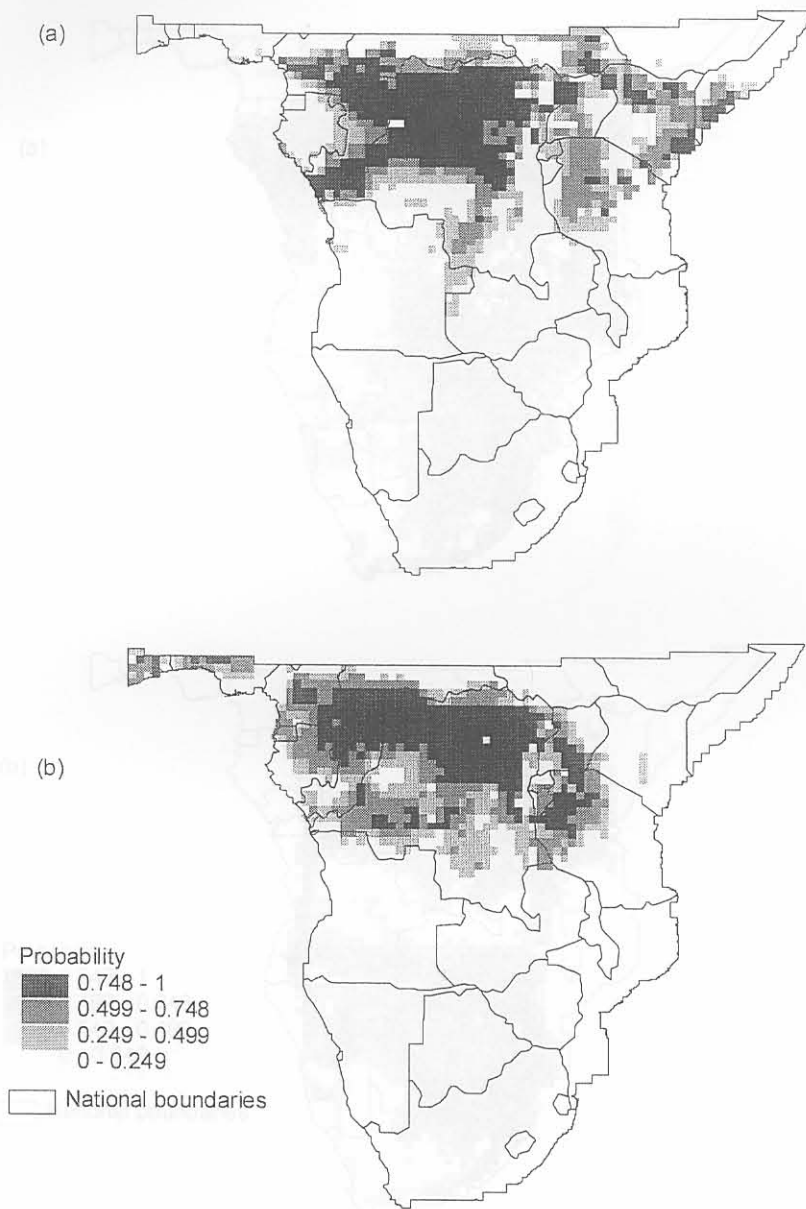 (a)
(b)
Probability
0.748 - 1
0.499 - 0.748
0.249 - 0.499
0 - 0.249
National boundaries